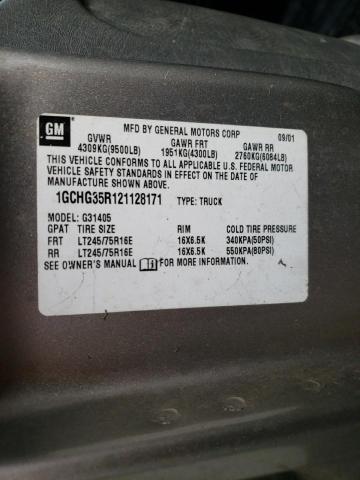 GM
MFD BY GENERAL MOTORS CORP 09/01
GVWR GAWR FRT GAWR RR
4309KG(9500LB) 1951KG(4300LB) 2760KG(6084LB)
THIS VEHICLE CONFORMS TO ALL APPLICABLE U.S. FEDERAL MOTOR
VEHICLE SAFETY STANDARDS IN EFFECT ON THE DATE OF
MANUFACTURE SHOWN ABOVE.
1GCHG35R121128171 TYPE: TRUCK
MODEL: G31405
GPAT TIRE SIZE RIM COLD TIRE PRESSURE
FRT LT245/75R16E 16X6.5K 340KPA(50PSI)
RR LT245/75R16E 16X6.5K 550KPA(80PSI)
SEE OWNER'S MANUAL FOR MORE INFORMATION.